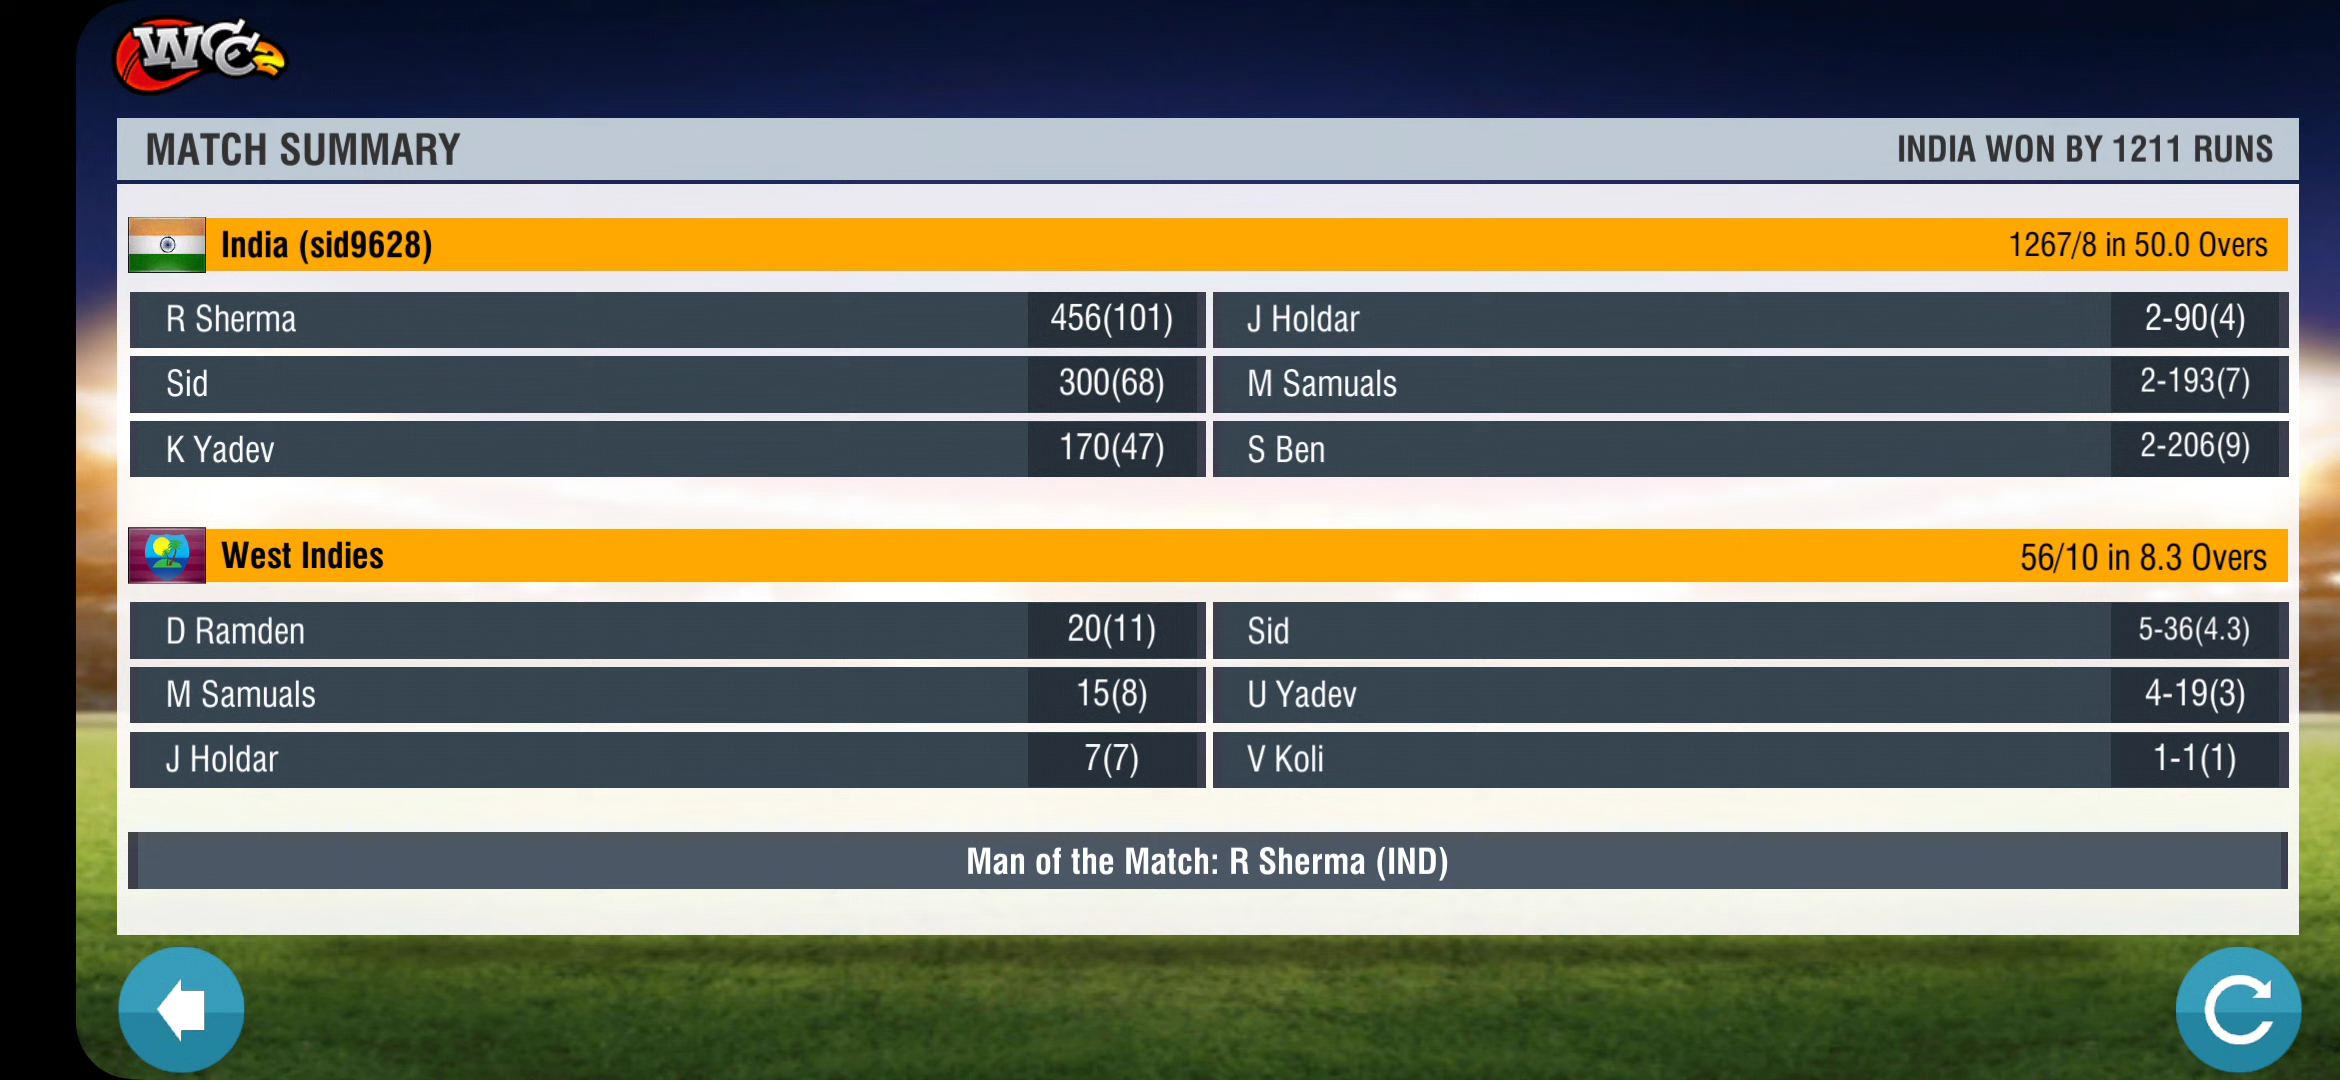 WCC2
MATCH SUMMARY INDIA WON BY 1211 RUNS
India (sid9628) 1267/8 in 50.0 Overs
R Sherma 456(101) J Holdar 2-90(4)
Sid 300(68) M Samuals 2-193(7)
K Yadev 170(47) S Ben 2-206(9)
West Indies 56/10 in 8.3 Overs
D Ramden 20(11) Sid 5-36(4.3)
M Samuals 15(8) U Yadev 4-19(3)
J Holdar 7(7) V Koli 1-1(1)
Man of the Match: R Sherma (IND)